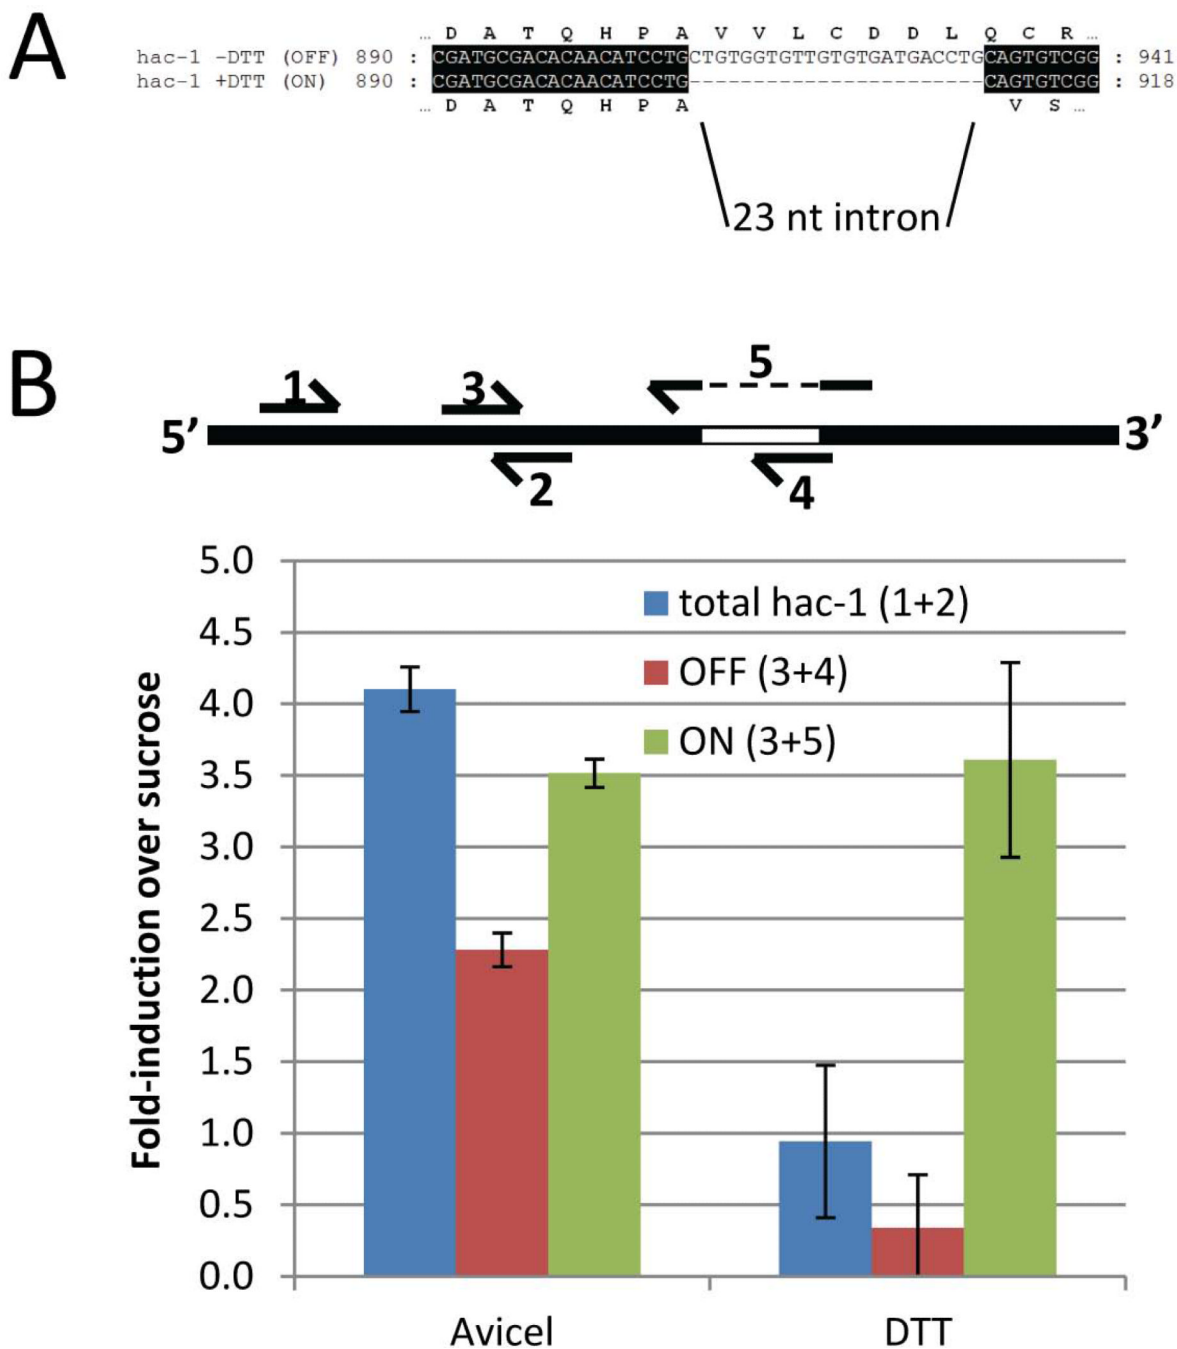 A
… D A T Q H P A V V L C D D L Q C R …
hac-1 -DTT (OFF) 890 : CGATGCGACACAACATCCTGCTGTGGTGTTGTGTGATGACCTGCAGTGTCGG : 941
hac-1 +DTT (ON) 890 : CGATGCGACACAACATCCTG-----------------------CAGTGTCGG : 918
… D A T Q H P A V S …
23 nt intron
B
1 3 5
5’ 3’
2 4
5.0
4.5
4.0
3.5
3.0
2.5
2.0
1.5
1.0
0.5
0.0
Fold-induction over sucrose
total hac-1 (1+2)
OFF (3+4)
ON (3+5)
Avicel DTT